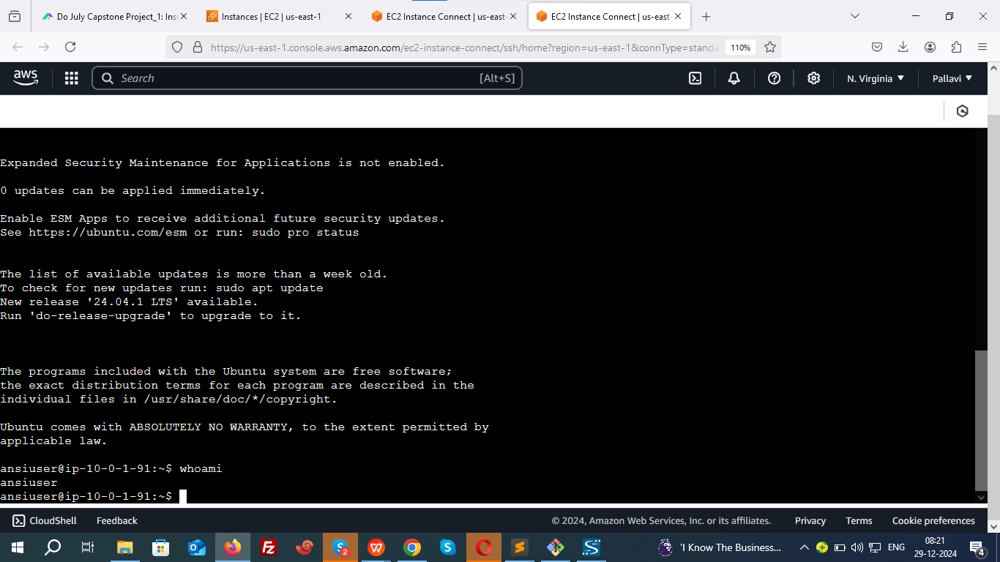 Do July Capstone Project_1: Insu
Instances | EC2 | us-east-1
EC2 Instance Connect | us-east-
EC2 Instance Connect | us-east-
https://us-east-1.console.aws.amazon.com/ec2-instance-connect/ssh/home?region=us-east-1&connType=standa
110%
aws
Search
[Alt+S]
N. Virginia
Pallavi
Expanded Security Maintenance for Applications is not enabled.
0 updates can be applied immediately.
Enable ESM Apps to receive additional future security updates.
See https://ubuntu.com/esm or run: sudo pro status
The list of available updates is more than a week old.
To check for new updates run: sudo apt update
New release '24.04.1 LTS' available.
Run 'do-release-upgrade' to upgrade to it.
The programs included with the Ubuntu system are free software;
the exact distribution terms for each program are described in the
individual files in /usr/share/doc/*/copyright.
Ubuntu comes with ABSOLUTELY NO WARRANTY, to the extent permitted by
applicable law.
ansiuser@ip-10-0-1-91:~$ whoami
ansiuser
ansiuser@ip-10-0-1-91:~$
CloudShell
Feedback
© 2024, Amazon Web Services, Inc. or its affiliates.
Privacy
Terms
Cookie preferences
'I Know The Business...
ENG
08:21
29-12-2024
4